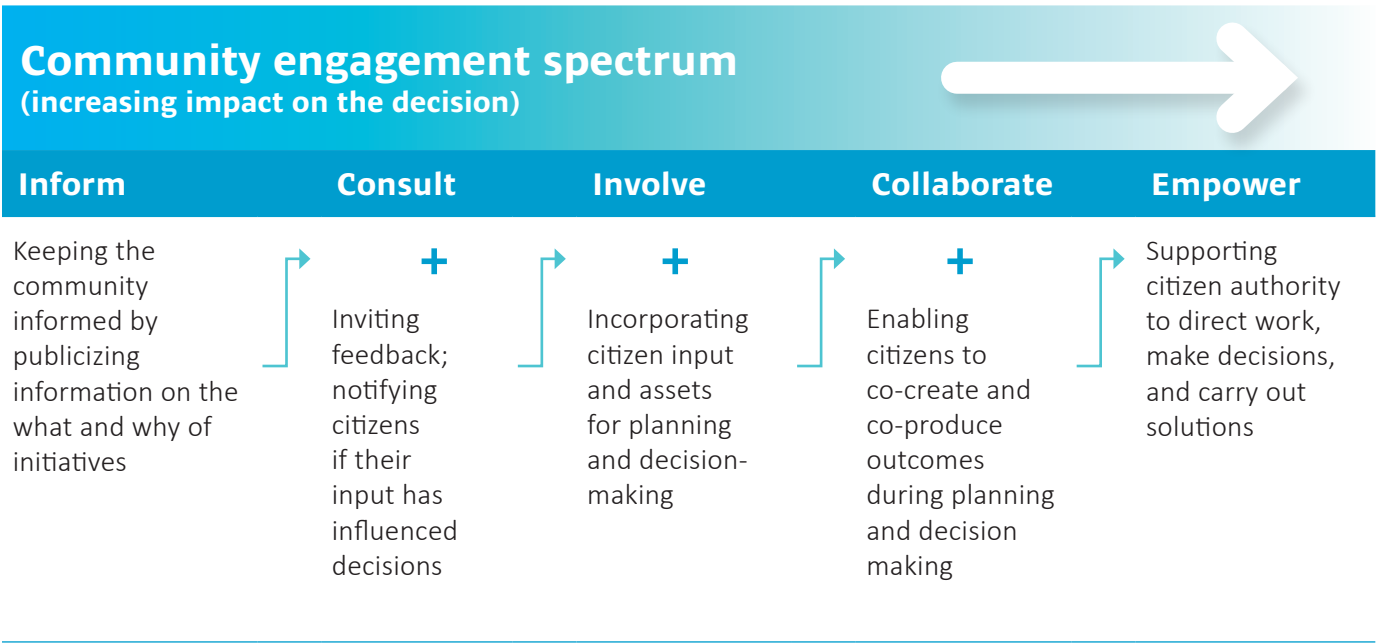 Community engagement spectrum
(increasing impact on the decision)
Inform
Consult
Involve
Collaborate
Empower
Keeping the
community
informed by
publicizing
information on the
what and why of
initiatives
+
Inviting
feedback;
notifying
citizens
if their
input has
influenced
decisions
+
Incorporating
citizen input
and assets
for planning
and decision-
making
+
Enabling
citizens to
co-create and
co-produce
outcomes
during planning
and decision
making
Supporting
citizen authority
to direct work,
make decisions,
and carry out
solutions